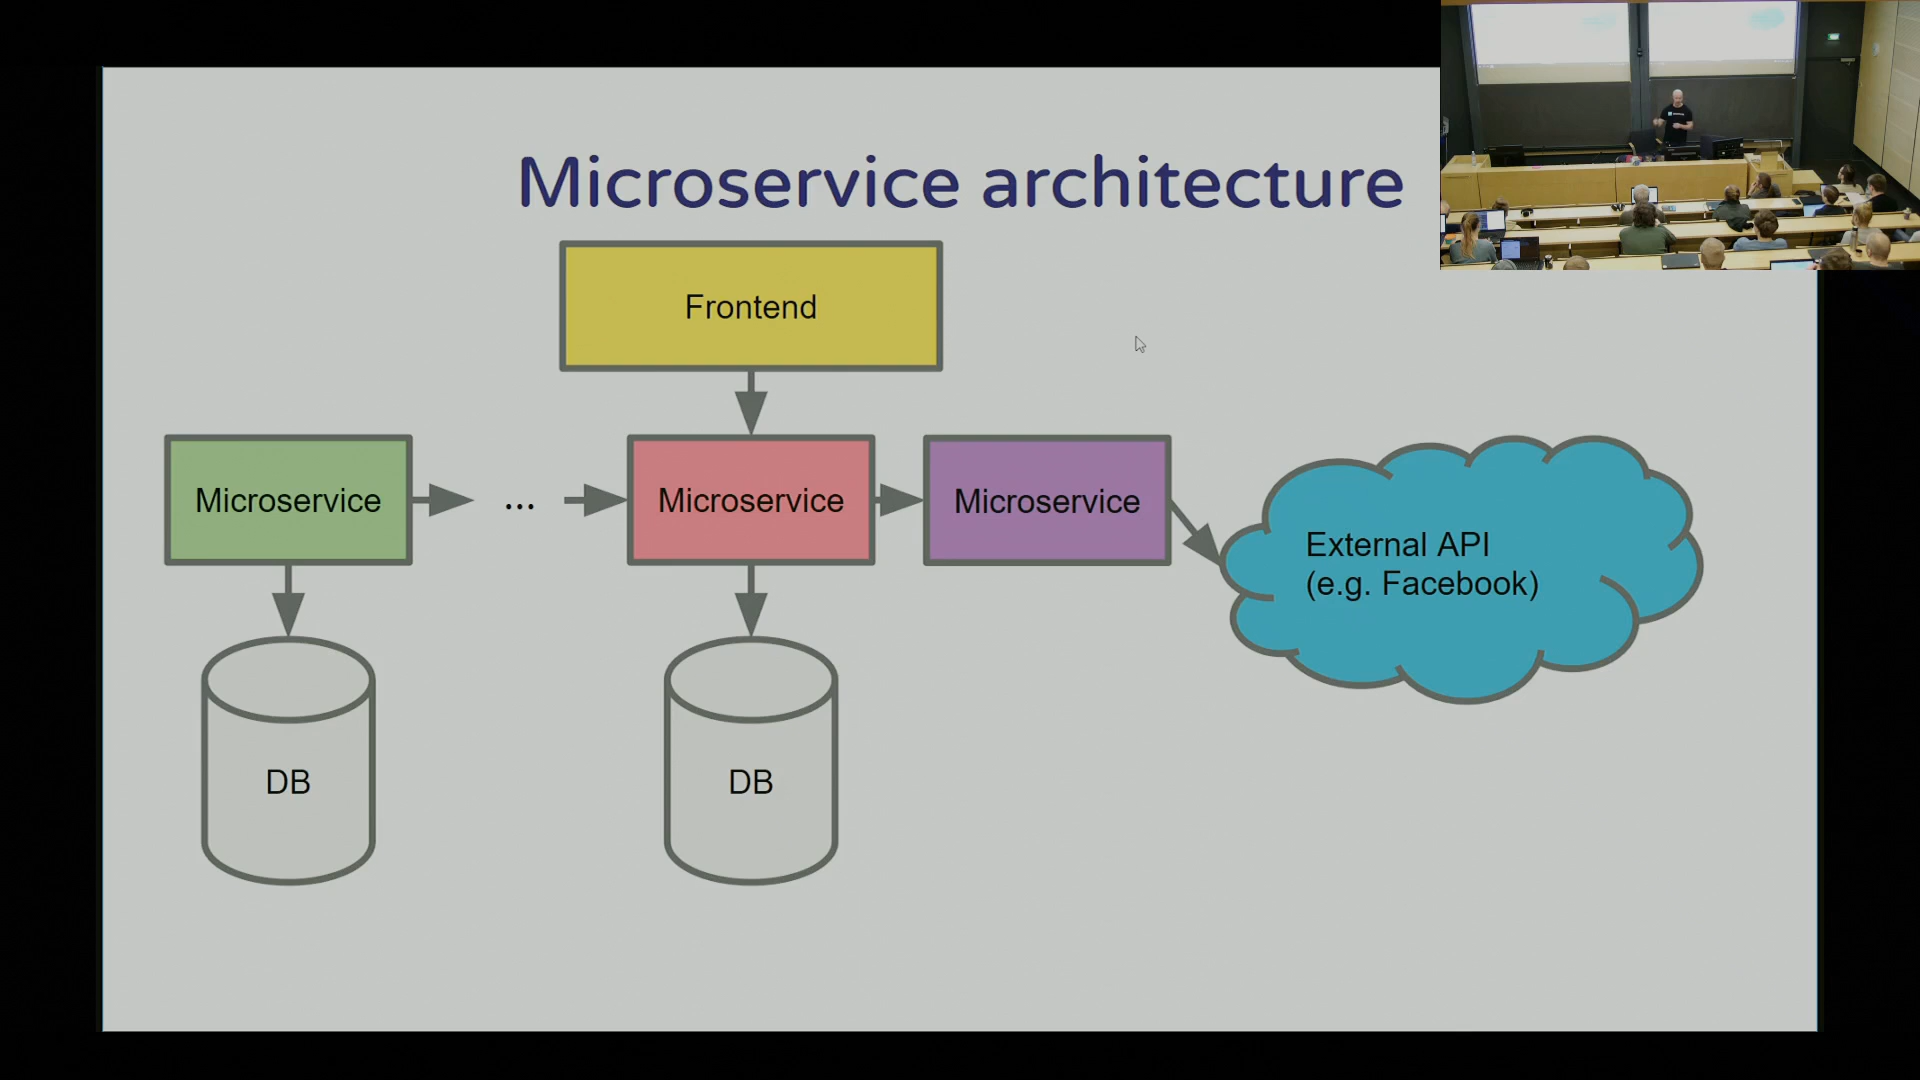 Microservice architecture
Frontend
Microservice
...
Microservice
Microservice
External API
(e.g. Facebook)
DB
DB